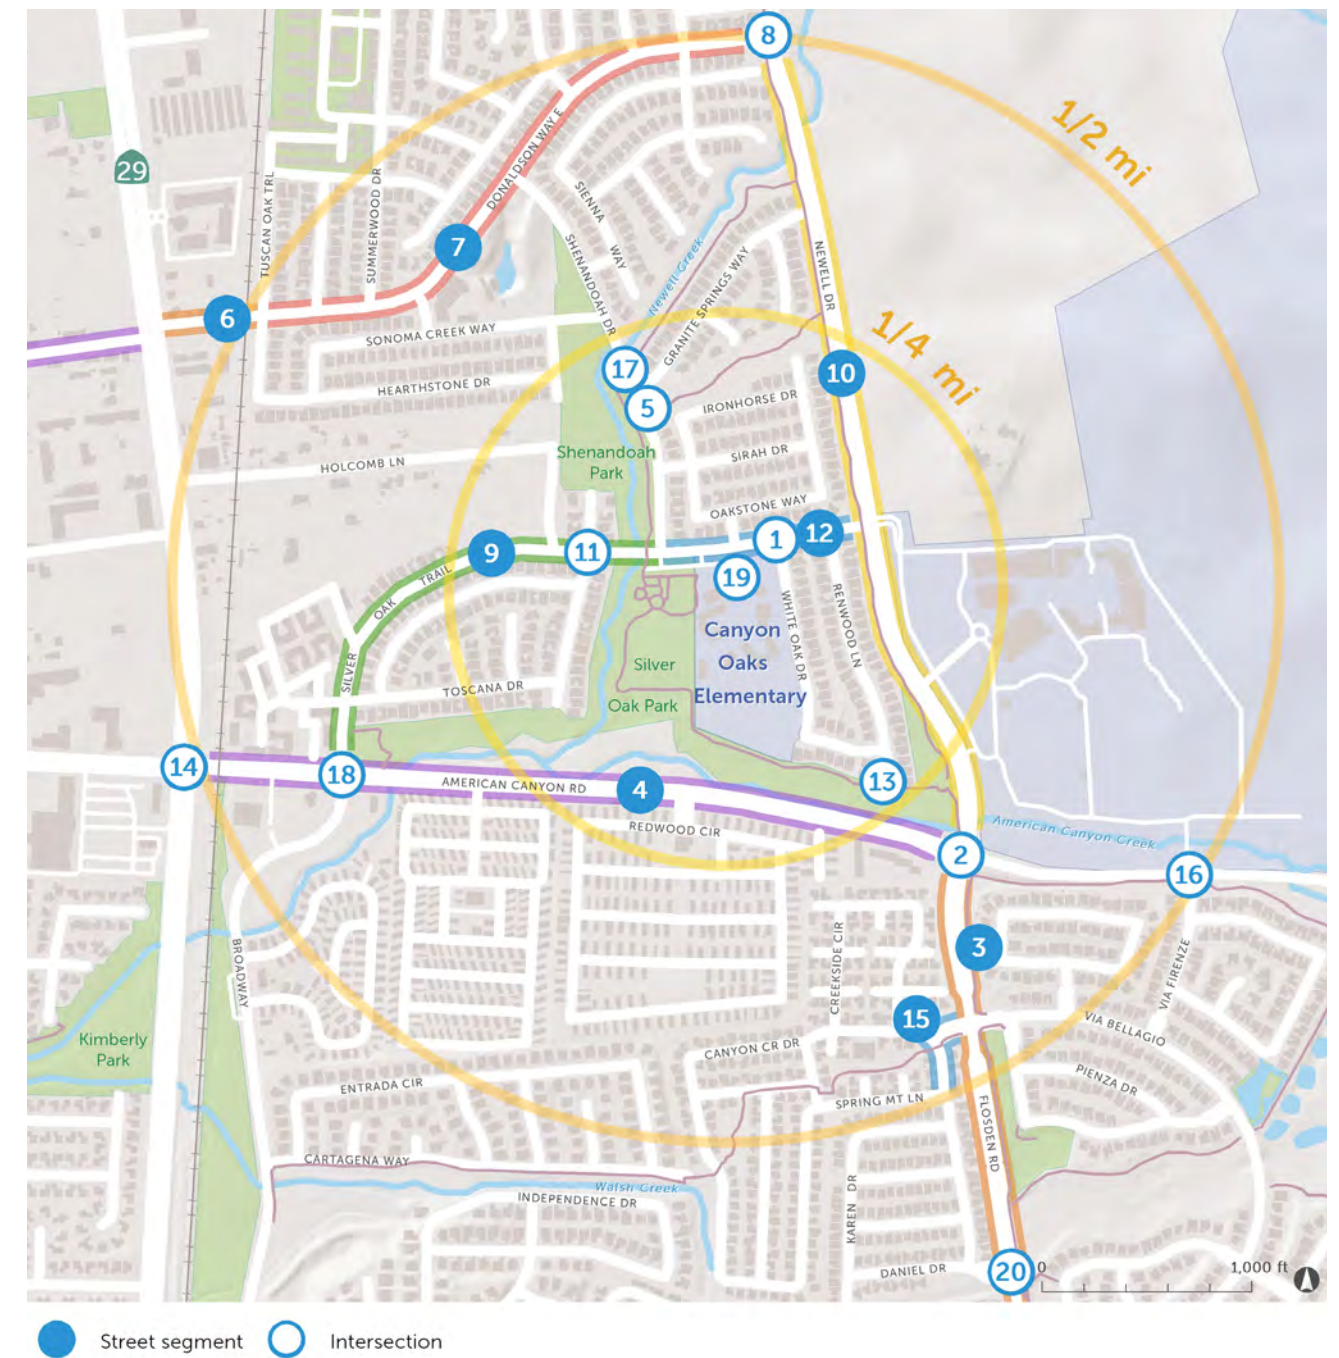 8
1/2 mi
29
TUSCAN OAK TRL
SUMMERWOOD DR
DONALDSON WAY E
SIENNA WAY
SHENANDOAH DR
Newell Creek
GRANITE SPRINGS WAY
NEWELL DR
7
6
SONOMA CREEK WAY
1/4 mi
17
10
HEARTHSTONE DR
5
IRONHORSE DR
Shenandoah
Park
SIRAH DR
HOLCOMB LN
OAKSTONE WAY
9
11
1
12
19
SILVER OAK TRAIL
WHITE OAK DR
RENWOOD LN
Canyon
Oaks
Elementary
Silver
Oak Park
TOSCANA DR
14
18
AMERICAN CANYON RD
4
13
REDWOOD CIR
American Canyon Creek
2
16
BROADWAY
CREEKSIDE CIR
3
VIA FIRENZE
15
VIA BELLAGIO
Kimberly
Park
CANYON CR DR
ENTRADA CIR
SPRING MT LN
PIENZA DR
FLOSDEN RD
CARTAGENA WAY
Walsh Creek
INDEPENDENCE DR
KAREN DR
DANIEL DR
20
0
1,000 ft
Street segment
Intersection